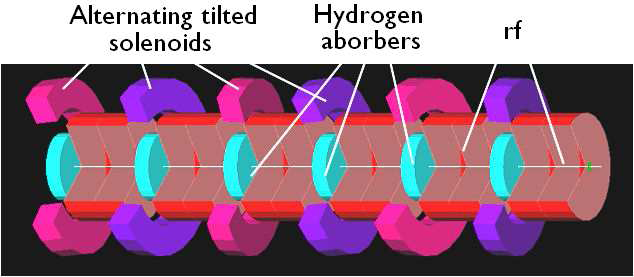 Alternating tilted
solenoids
Hydrogen
aborbers
rf